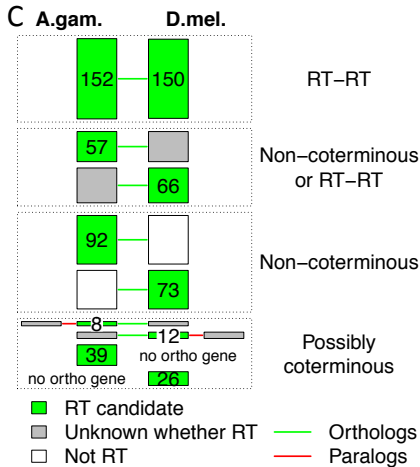 C
A.gam. D.mel.
152 150 RT−RT
57
66
Non−coterminous
or RT−RT
92
73
Non−coterminous
8
12
39 no ortho gene
no ortho gene 26
Possibly
coterminous
RT candidate
Unknown whether RT Orthologs
Not RT Paralogs